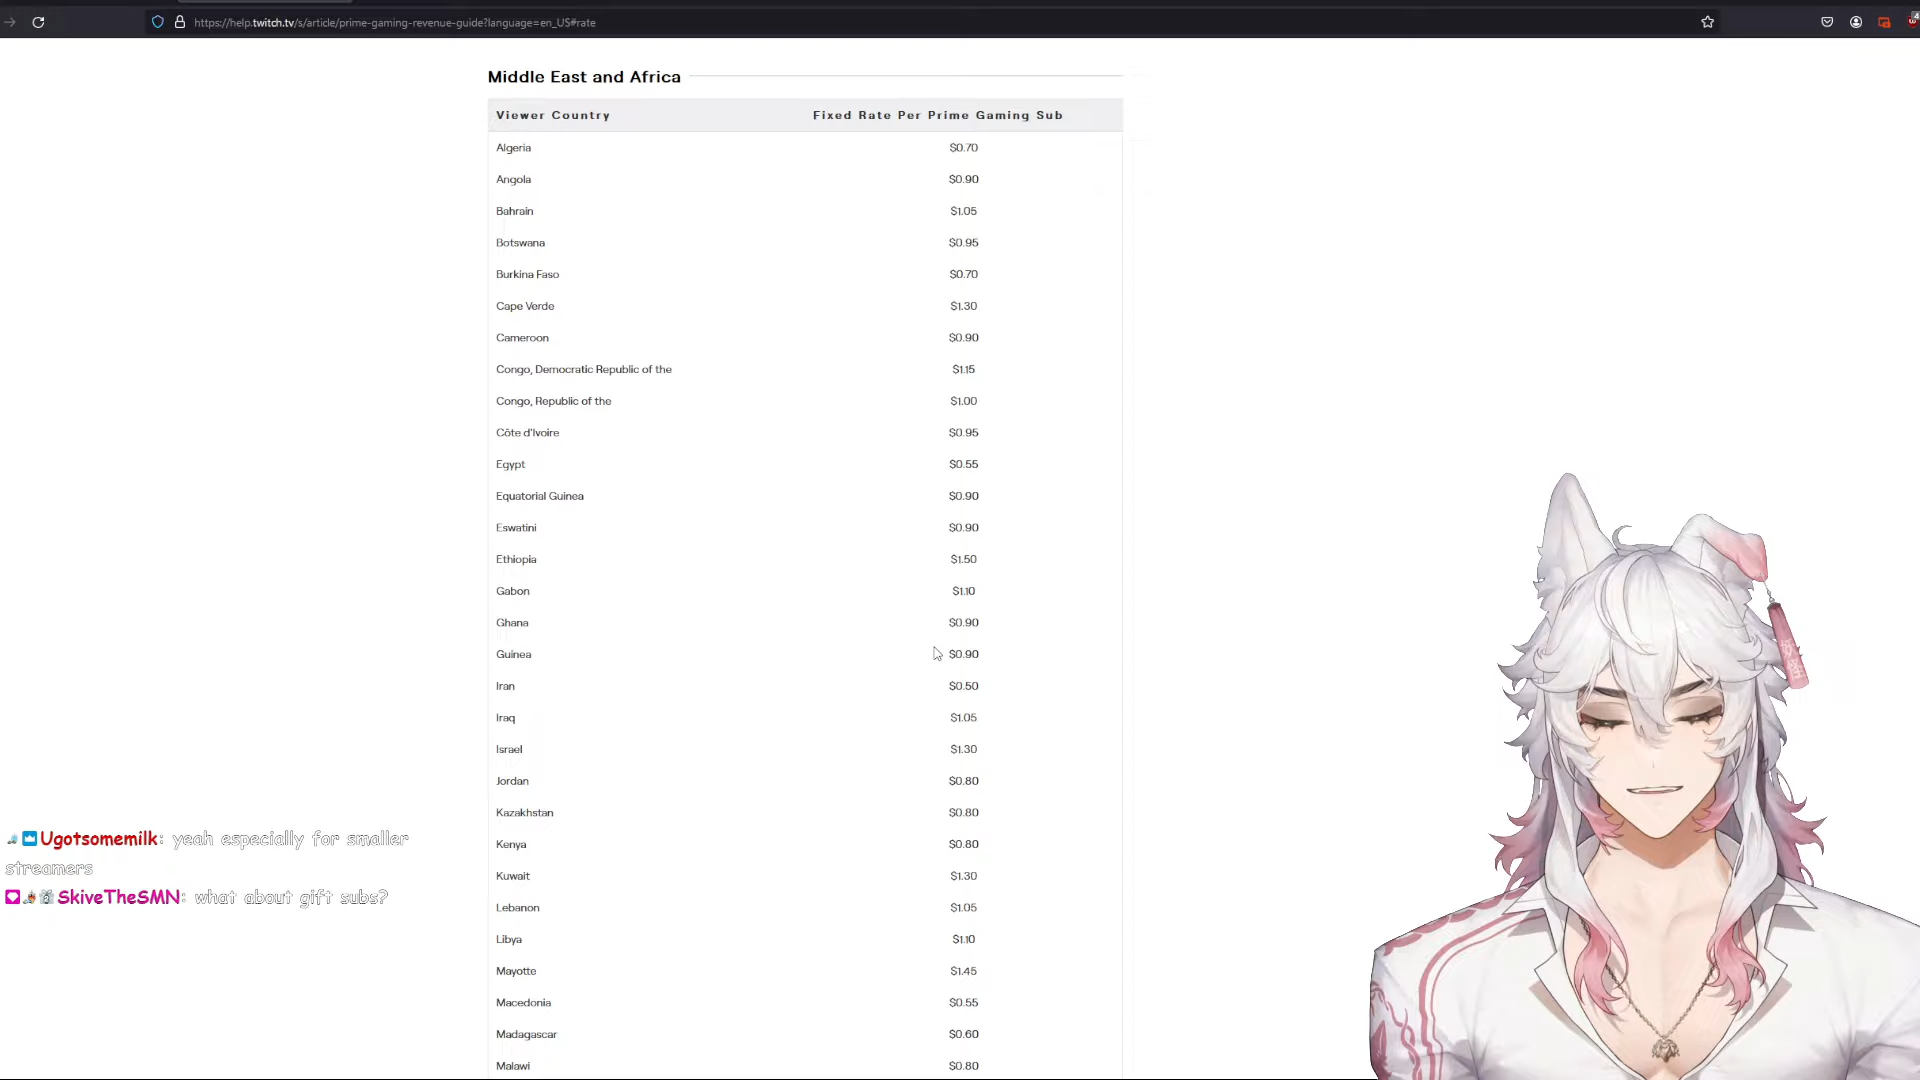 https://help.twitch.tv/s/article/prime-gaming-revenue-guide?language=en_US#rate
Middle East and Africa
Viewer Country Fixed Rate Per Prime Gaming Sub
Algeria $0.70
Angola $0.90
Bahrain $1.05
Botswana $0.95
Burkina Faso $0.70
Cape Verde $1.30
Cameroon $0.90
Congo, Democratic Republic of the $1.15
Congo, Republic of the $1.00
Côte d'Ivoire $0.95
Egypt $0.55
Equatorial Guinea $0.90
Eswatini $0.90
Ethiopia $1.50
Gabon $1.10
Ghana $0.90
Guinea $0.90
Iran $0.50
Iraq $1.05
Israel $1.30
Jordan $0.80
Kazakhstan $0.80
Kenya $0.80
Kuwait $1.30
Lebanon $1.05
Libya $1.10
Mayotte $1.45
Macedonia $0.55
Madagascar $0.60
Malawi $0.80
Ugotsomemilk: yeah especially for smaller
streamers
SkiveTheSMN: what about gift subs?